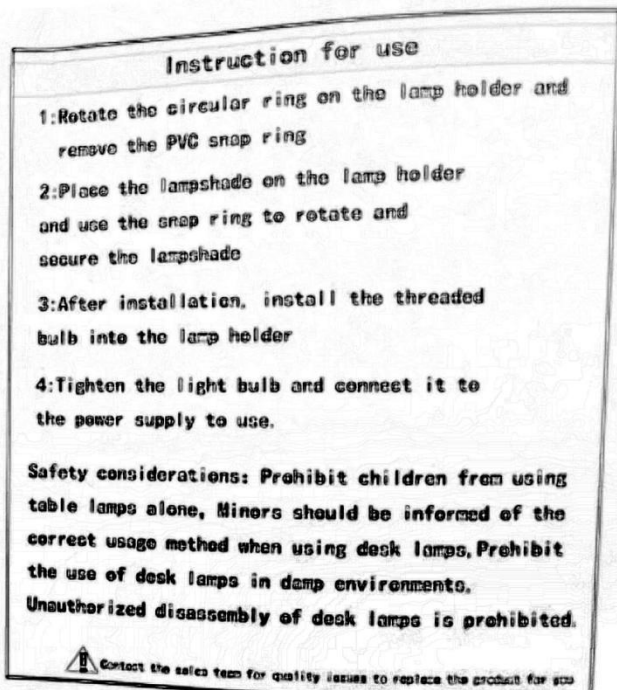 Instruction for use
1:Rotate the circular ring on the lamp holder and
remove the PVC snap ring
2:Place the lampshade on the lamp holder
and use the snap ring to rotate and
secure the lampshade
3:After installation, install the threaded
bulb into the lamp holder
4:Tighten the light bulb and connect it to
the power supply to use.
Safety considerations: Prohibit children from using
table lamps alone, Minors should be informed of the
correct usage method when using desk lamps, Prohibit
the use of desk lamps in damp environments.
Unauthorized disassembly of desk lamps is prohibited.
Contact the sales team for quality issues to replace the product for you